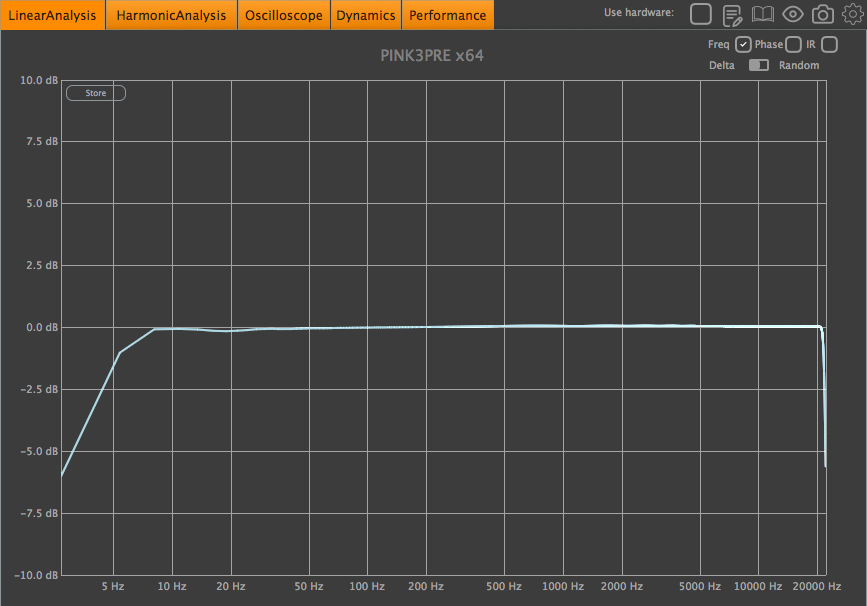 LinearAnalysis HarmonicAnalysis Oscilloscope Dynamics Performance Use hardware:
Freq Phase IR
PINK3PRE x64
Delta Random
10.0 dB
Store
7.5 dB
5.0 dB
2.5 dB
0.0 dB
-2.5 dB
-5.0 dB
-7.5 dB
-10.0 dB
5 Hz 10 Hz 20 Hz 50 Hz 100 Hz 200 Hz 500 Hz 1000 Hz 2000 Hz 5000 Hz 10000 Hz 20000 Hz